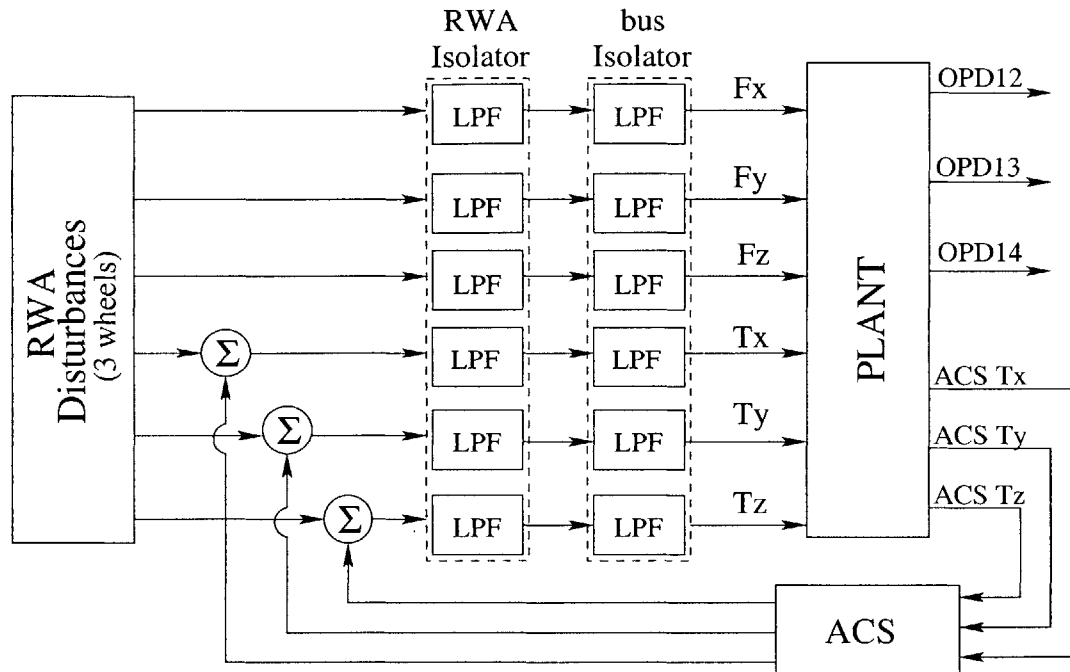 RWA
Isolator
bus
Isolator
RWA
Disturbances
(3 wheels)
LPF
LPF
Fx
LPF
LPF
Fy
LPF
LPF
Fz
Σ
LPF
LPF
Tx
Σ
LPF
LPF
Ty
Σ
LPF
LPF
Tz
PLANT
OPD12
OPD13
OPD14
ACS Tx
ACS Ty
ACS Tz
ACS